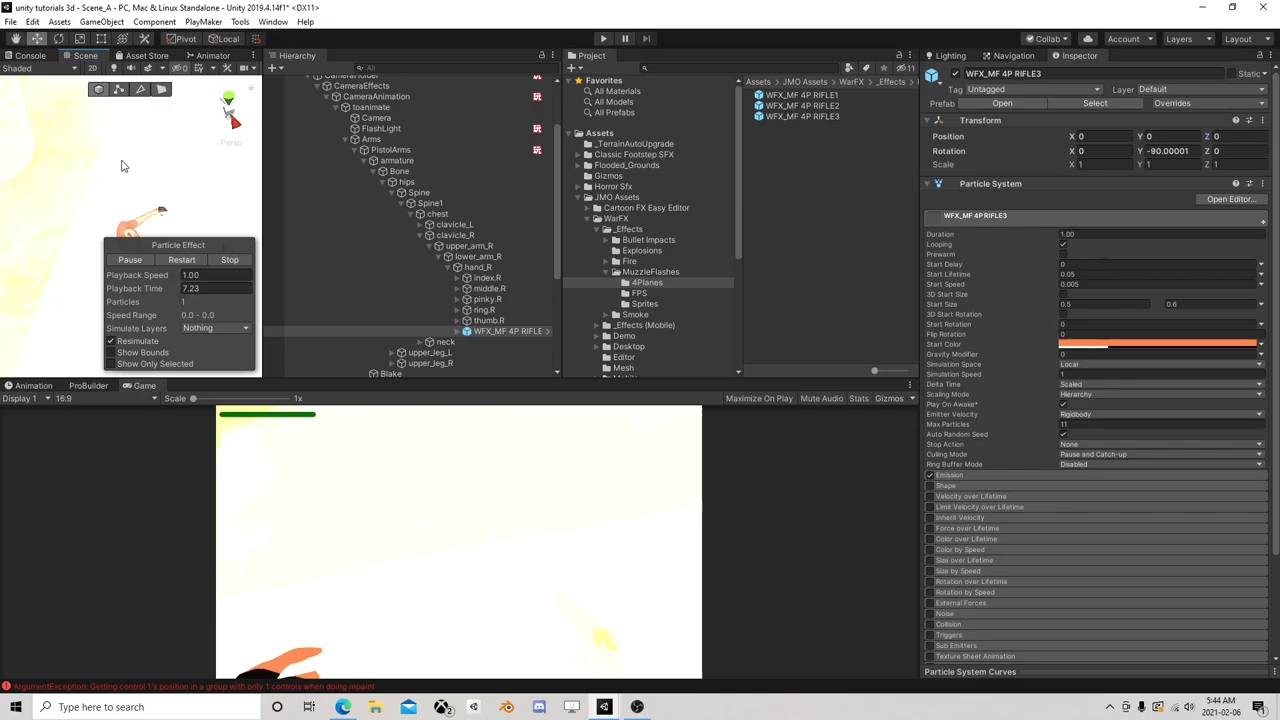 unity tutorials 3d - Scene_A - PC, Mac & Linux Standalone - Unity 2019.4.14f1* <DX11>
File Edit Assets GameObject Component PlayMaker Tools Window Help
Pivot Local Collab Account Layers Layout
Console Scene Asset Store Animator
Shaded 2D 0
Persp
Particle Effect
Pause Restart Stop
Playback Speed 1.00
Playback Time 7.23
Particles 1
Speed Range 0.0 - 0.0
Simulate Layers Nothing
Resimulate
Show Bounds
Show Only Selected
Hierarchy
All
CameraHolder
CameraEffects
CameraAnimation
toanimate
Camera
FlashLight
Arms
PistolArms
armature
Bone
hips
Spine
Spine1
chest
clavicle_L
clavicle_R
upper_arm_R
lower_arm_R
hand_R
index.R
middle.R
pinky.R
ring.R
thumb.R
WFX_MF 4P RIFLE
neck
upper_leg_L
upper_leg_R
Blake
Project
11
Favorites
All Materials
All Models
All Prefabs
Assets
_TerrainAutoUpgrade
Classic Footstep SFX
Flooded_Grounds
Gizmos
Horror Sfx
JMO Assets
Cartoon FX Easy Editor
WarFX
_Effects
Bullet Impacts
Explosions
Fire
MuzzleFlashes
4Planes
FPS
Sprites
Smoke
_Effects (Mobile)
Demo
Desktop
Editor
Mesh
Mobile
Assets > JMO Assets > WarFX > _Effects
WFX_MF 4P RIFLE1
WFX_MF 4P RIFLE2
WFX_MF 4P RIFLE3
Lighting Navigation Inspector
WFX_MF 4P RIFLE3 Static
Tag Untagged Layer Default
Prefab Open Select Overrides
Transform
Position X 0 Y 0 Z 0
Rotation X 0 Y -90.00001 Z 0
Scale X 1 Y 1 Z 1
Particle System
Open Editor...
WFX_MF 4P RIFLE3
Duration 1.00
Looping
Prewarm
Start Delay 0
Start Lifetime 0.05
Start Speed 0.005
3D Start Size
Start Size 0.5 0.6
3D Start Rotation
Start Rotation 0
Flip Rotation 0
Start Color
Gravity Modifier 0
Simulation Space Local
Simulation Speed 1
Delta Time Scaled
Scaling Mode Hierarchy
Play On Awake*
Emitter Velocity Rigidbody
Max Particles 11
Auto Random Seed
Stop Action None
Culling Mode Pause and Catch-up
Ring Buffer Mode Disabled
Emission
Shape
Velocity over Lifetime
Limit Velocity over Lifetime
Inherit Velocity
Force over Lifetime
Color over Lifetime
Color by Speed
Size over Lifetime
Size by Speed
Rotation over Lifetime
Rotation by Speed
External Forces
Noise
Collision
Triggers
Sub Emitters
Texture Sheet Animation
Particle System Curves
Animation ProBuilder Game
Display 1 16:9 Scale 1x Maximize On Play Mute Audio Stats Gizmos
ArgumentException: Getting control 1's position in a group with only 1 controls when doing repaint
Type here to search
5:44 AM
2021-02-06
1